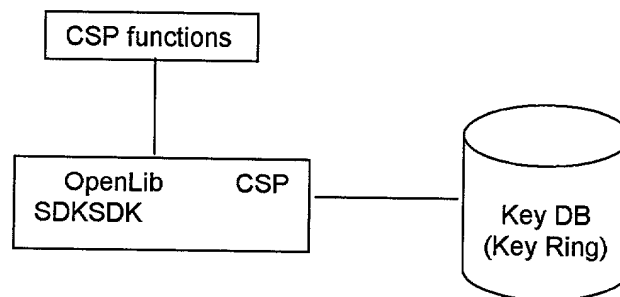 CSP functions
OpenLib CSP
SDKSDK
Key DB
(Key Ring)